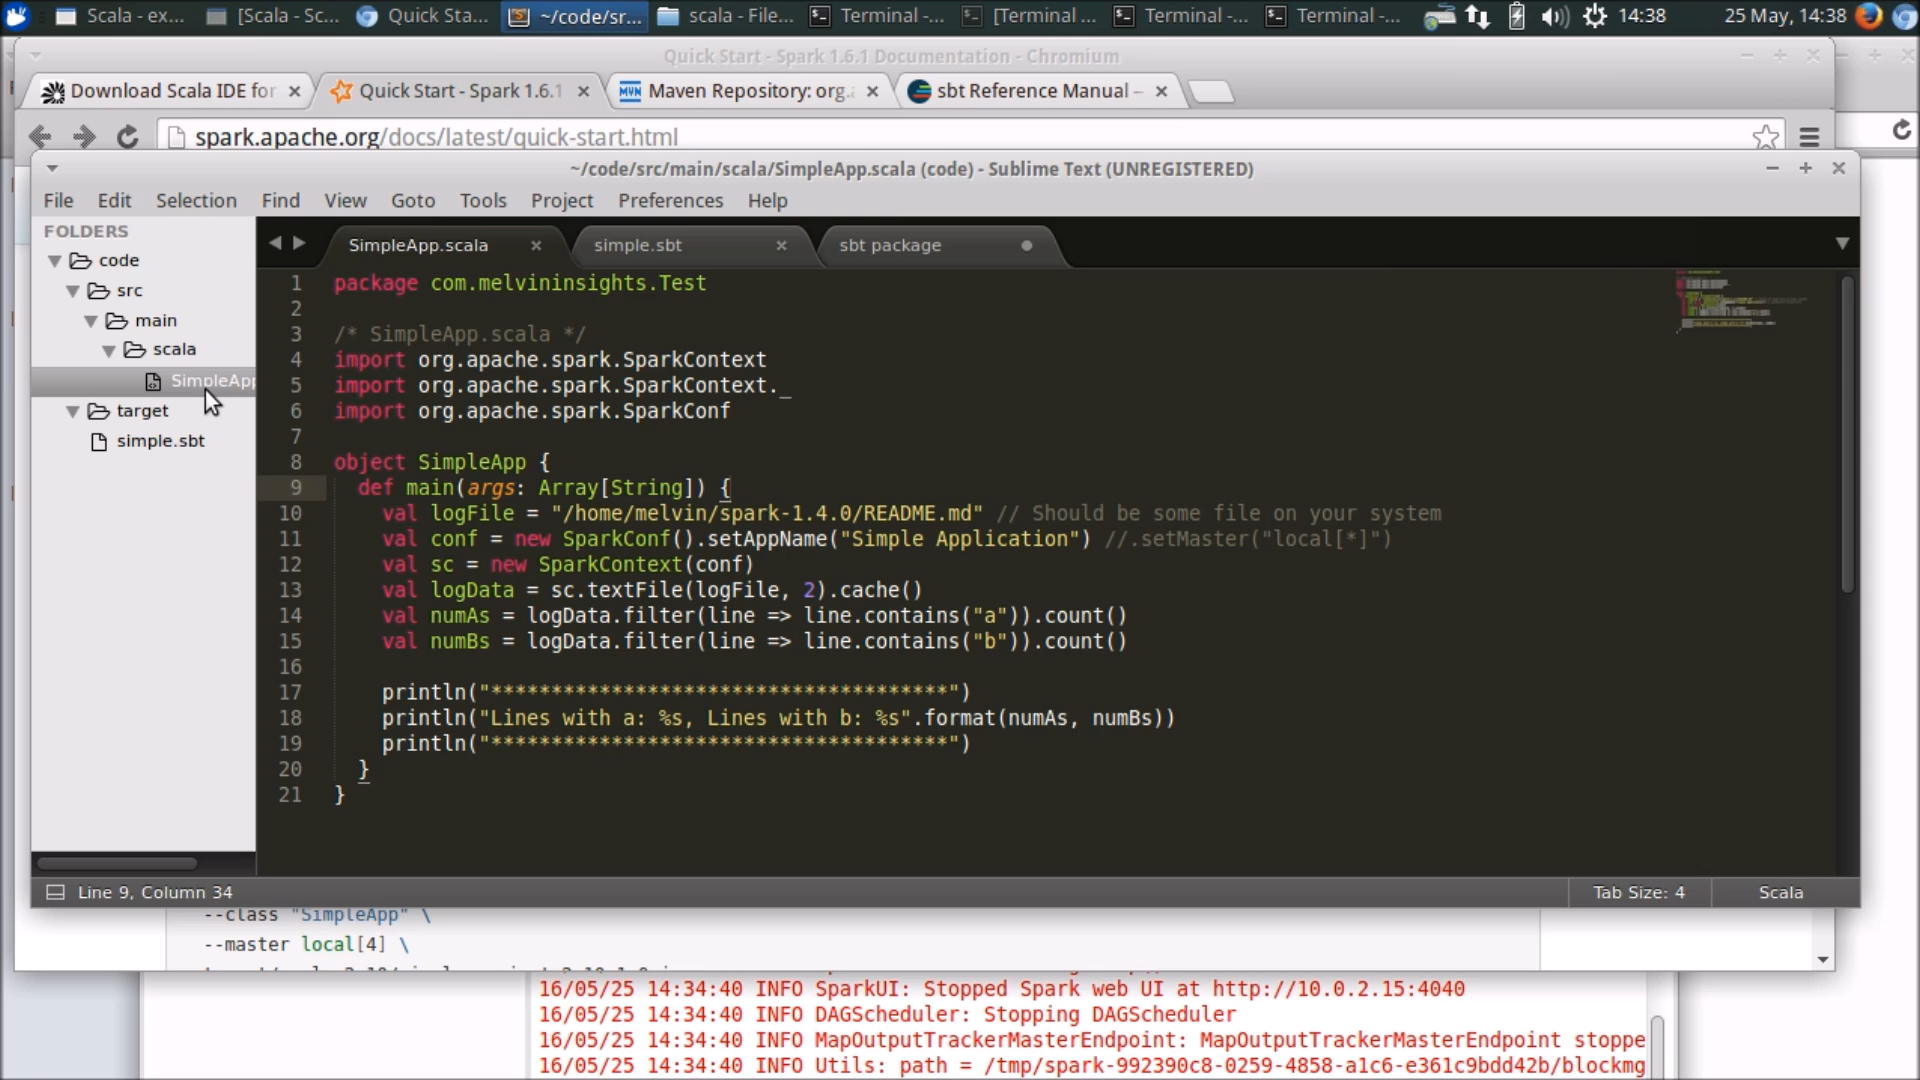 Scala - ex...
[Scala - Sc...
Quick Sta...
~/code/sr...
scala - File...
Terminal -...
[Terminal ...
Terminal -...
Terminal -...
14:38
25 May, 14:38
Quick Start - Spark 1.6.1 Documentation - Chromium
Download Scala IDE for
Quick Start - Spark 1.6.1
Maven Repository: org.a
sbt Reference Manual –
spark.apache.org/docs/latest/quick-start.html
~/code/src/main/scala/SimpleApp.scala (code) - Sublime Text (UNREGISTERED)
File Edit Selection Find View Goto Tools Project Preferences Help
FOLDERS
code
src
main
scala
SimpleApp
target
simple.sbt
SimpleApp.scala
simple.sbt
sbt package
1 package com.melvininsights.Test
2
3 /* SimpleApp.scala */
4 import org.apache.spark.SparkContext
5 import org.apache.spark.SparkContext._
6 import org.apache.spark.SparkConf
7
8 object SimpleApp {
9 def main(args: Array[String]) {
10 val logFile = "/home/melvin/spark-1.4.0/README.md" // Should be some file on your system
11 val conf = new SparkConf().setAppName("Simple Application") //.setMaster("local[*]")
12 val sc = new SparkContext(conf)
13 val logData = sc.textFile(logFile, 2).cache()
14 val numAs = logData.filter(line => line.contains("a")).count()
15 val numBs = logData.filter(line => line.contains("b")).count()
16
17 println("**************************************")
18 println("Lines with a: %s, Lines with b: %s".format(numAs, numBs))
19 println("**************************************")
20 }
21 }
Line 9, Column 34
Tab Size: 4
Scala
--class "SimpleApp" \
--master local[4] \
16/05/25 14:34:40 INFO SparkUI: Stopped Spark web UI at http://10.0.2.15:4040
16/05/25 14:34:40 INFO DAGScheduler: Stopping DAGScheduler
16/05/25 14:34:40 INFO MapOutputTrackerMasterEndpoint: MapOutputTrackerMasterEndpoint stoppe
16/05/25 14:34:40 INFO Utils: path = /tmp/spark-992390c8-0259-4858-a1c6-e361c9bdd42b/blockmg